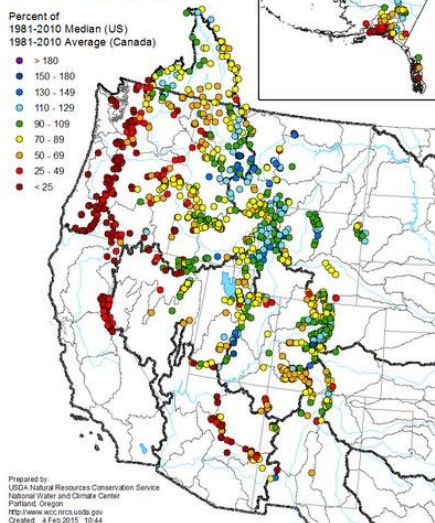 Percent of
1981-2010 Median (US)
1981-2010 Average (Canada)
> 180
150 - 180
130 - 149
110 - 129
90 - 109
70 - 89
50 - 69
25 - 49
< 25
Prepared by:
USDA Natural Resources Conservation Service
National Water and Climate Center
Portland, Oregon
http://www.wcc.nrcs.usda.gov
Created: 4 Feb 2015 10:44